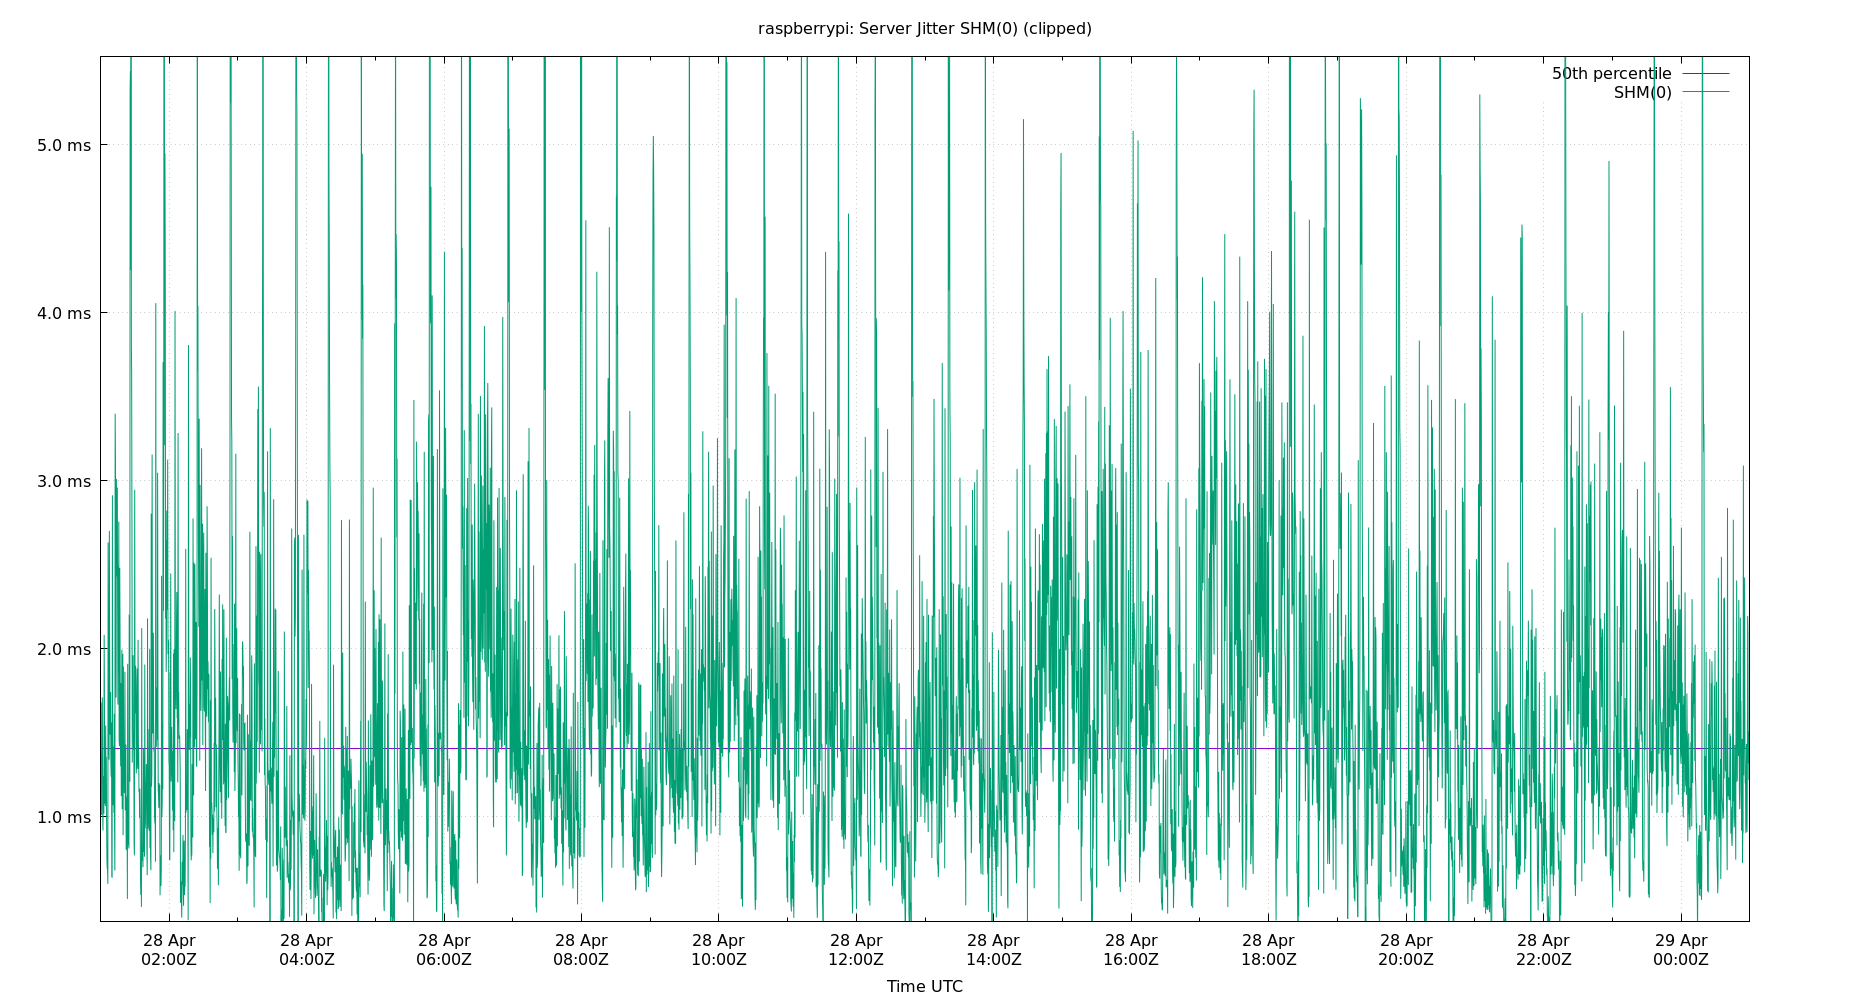 raspberrypi: Server Jitter SHM(0) (clipped)
50th percentile
SHM(0)
5.0 ms
4.0 ms
3.0 ms
2.0 ms
1.0 ms
28 Apr 28 Apr 28 Apr 28 Apr 28 Apr 28 Apr 28 Apr 28 Apr 28 Apr 28 Apr 28 Apr 29 Apr
02:00Z 04:00Z 06:00Z 08:00Z 10:00Z 12:00Z 14:00Z 16:00Z 18:00Z 20:00Z 22:00Z 00:00Z
Time UTC